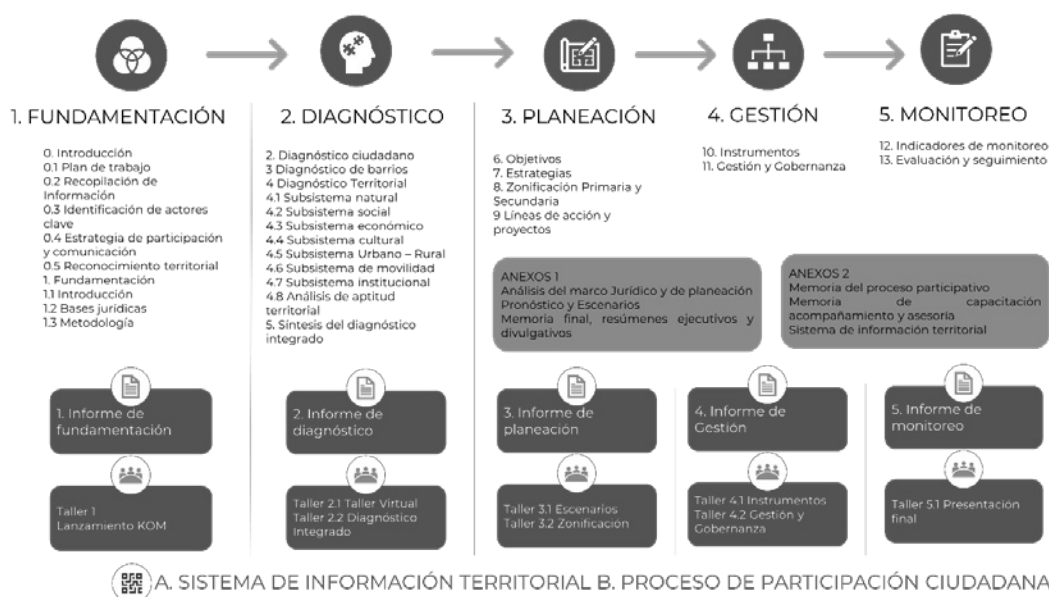 1. FUNDAMENTACIÓN
0. Introducción
0.1 Plan de trabajo
0.2 Recopilación de
Información
0.3 Identificación de actores
clave
0.4 Estrategia de participación
y comunicación
0.5 Reconocimiento territorial
1. Fundamentación
1.1 Introducción
1.2 Bases jurídicas
1.3 Metodología
2. DIAGNÓSTICO
2. Diagnóstico ciudadano
3 Diagnóstico de barrios
4 Diagnóstico Territorial
4.1 Subsistema natural
4.2 Subsistema social
4.3 Subsistema económico
4.4 Subsistema cultural
4.5 Subsistema Urbano – Rural
4.6 Subsistema de movilidad
4.7 Subsistema institucional
4.8 Análisis de aptitud
territorial
5. Síntesis del diagnóstico
integrado
3. PLANEACIÓN
6. Objetivos
7. Estrategias
8. Zonificación Primaria y
Secundaria
9 Líneas de acción y
proyectos
4. GESTIÓN
10. Instrumentos
11. Gestión y Gobernanza
5. MONITOREO
12. Indicadores de monitoreo
13. Evaluación y seguimiento
ANEXOS 1
Análisis del marco Jurídico y de planeación
Pronóstico y Escenarios
Memoria final, resúmenes ejecutivos y
divulgativos
ANEXOS 2
Memoria del proceso participativo
Memoria de capacitación
acompañamiento y asesoría
Sistema de información territorial
1. Informe de
fundamentación
2. Informe de
diagnóstico
3. Informe de
planeación
4. Informe de
Gestión
5. Informe de
monitoreo
Taller 1
Lanzamiento KOM
Taller 2.1 Taller Virtual
Taller 2.2 Diagnóstico
Integrado
Taller 3.1 Escenarios
Taller 3.2 Zonificación
Taller 4.1 Instrumentos
Taller 4.2 Gestión y
Gobernanza
Taller 5.1 Presentación
final
A. SISTEMA DE INFORMACIÓN TERRITORIAL B. PROCESO DE PARTICIPACIÓN CIUDADANA